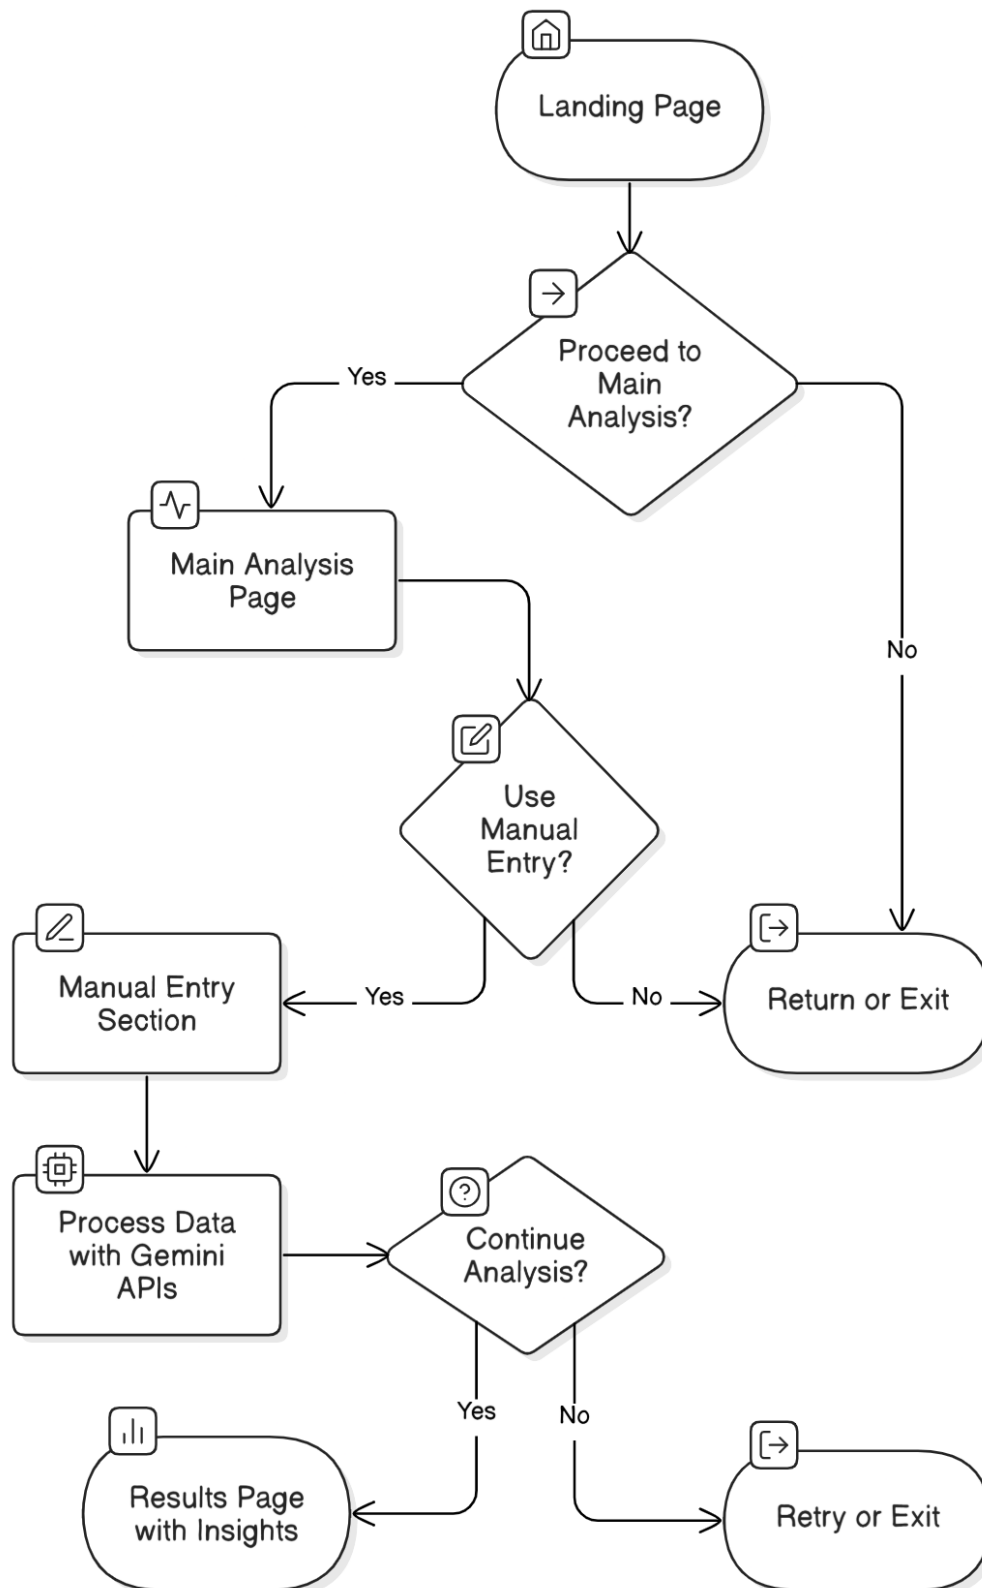 Landing Page
Proceed to
Main
Analysis?
Yes
Main Analysis
Page
No
Use
Manual
Entry?
Manual Entry
Section
Yes
No
Return or Exit
Process Data
with Gemini
APIs
Continue
Analysis?
Yes
No
Results Page
with Insights
Retry or Exit